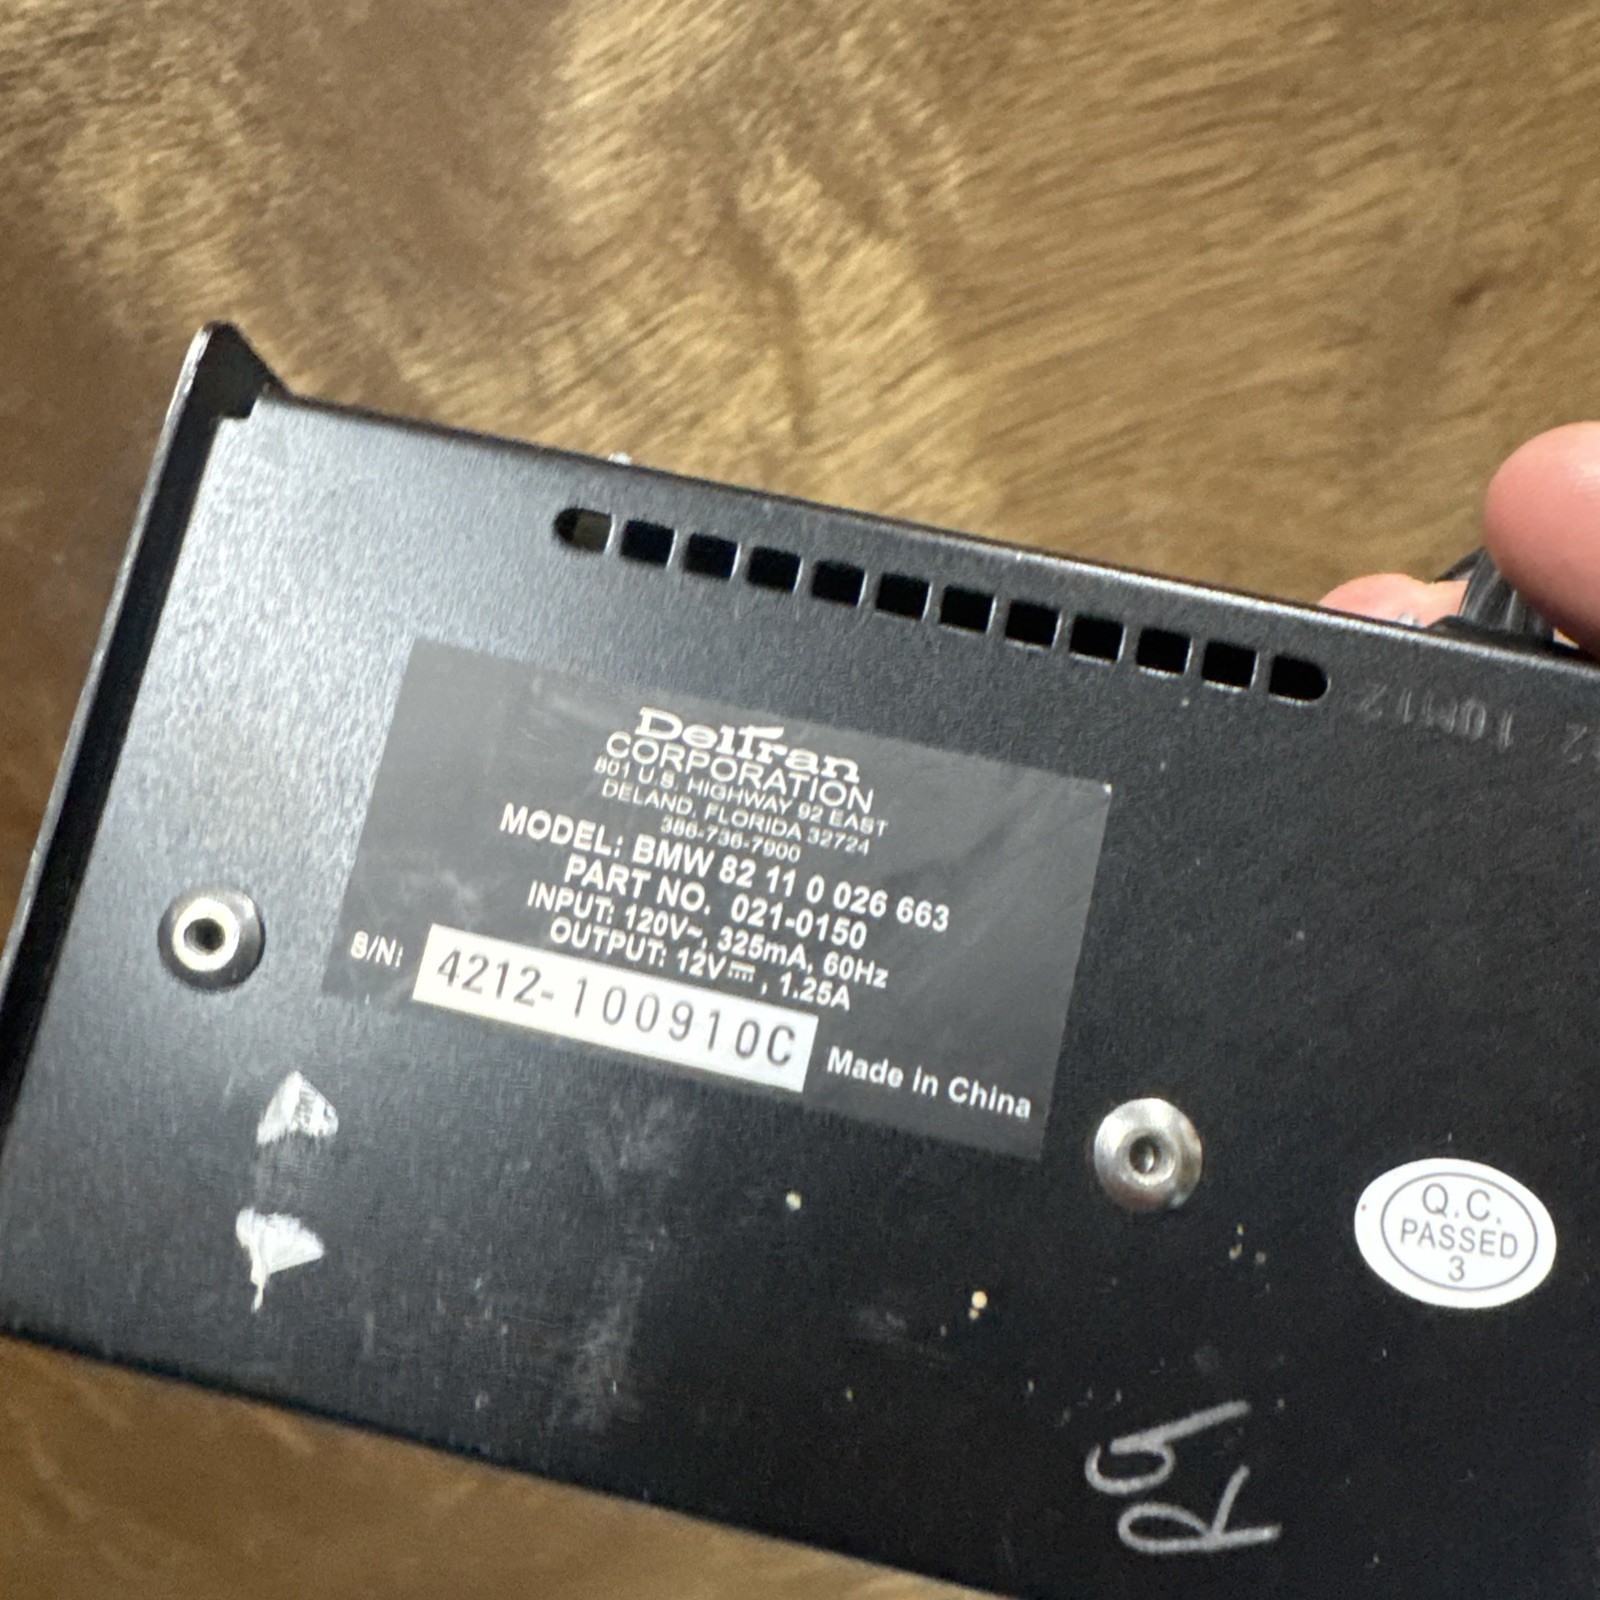 DelTran
CORPORATION
801 U.S. HIGHWAY 92 EAST
DELAND, FLORIDA 32724
386-736-7900
MODEL: BMW 82 11 0 026 663
PART NO. 021-0150
INPUT: 120V~, 325mA, 60Hz
OUTPUT: 12V⎓, 1.25A
S/N: 4212-100910C
Made in China
Q.C.
PASSED
3